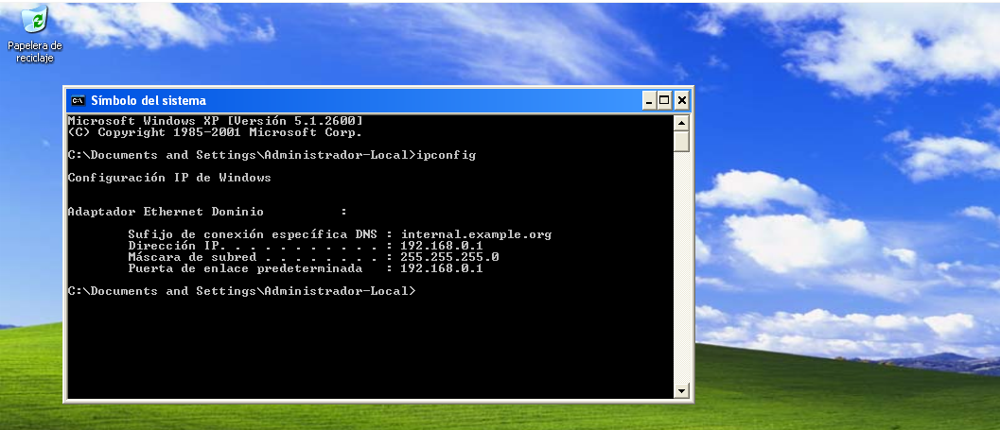 Papelera de
reciclaje
Símbolo del sistema
Microsoft Windows XP [Versión 5.1.2600]
(C) Copyright 1985-2001 Microsoft Corp.
C:\Documents and Settings\Administrador-Local>ipconfig
Configuración IP de Windows
Adaptador Ethernet Dominio          :
Sufijo de conexión específica DNS : internal.example.org
Dirección IP. . . . . . . . . . . : 192.168.0.1
Máscara de subred . . . . . . . . : 255.255.255.0
Puerta de enlace predeterminada   : 192.168.0.1
C:\Documents and Settings\Administrador-Local>